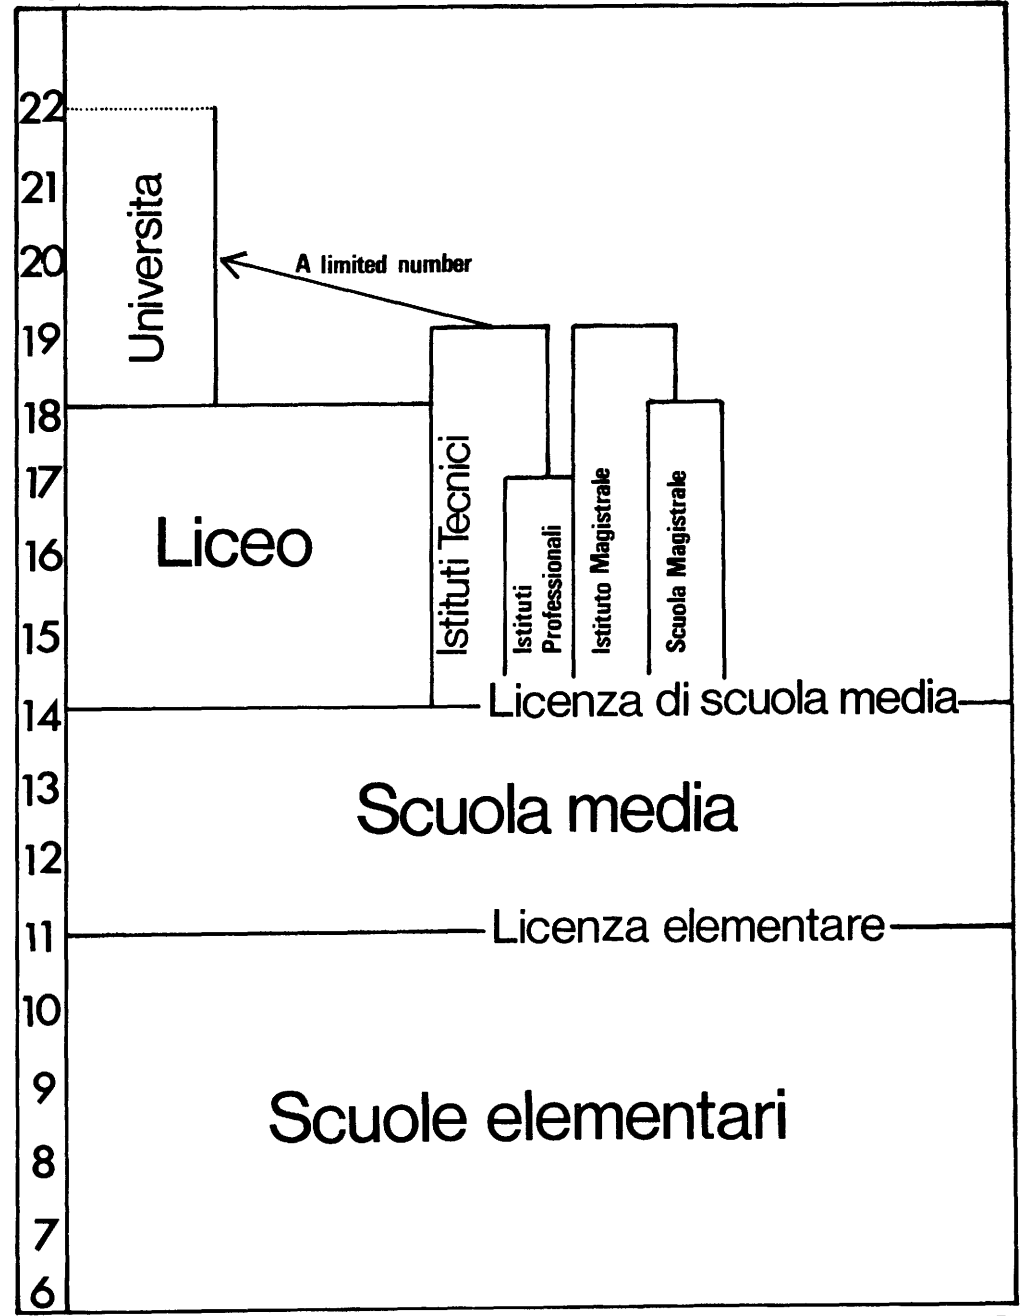 22
21
Universita
20
A limited number
19
18
17
Liceo
Istituti Tecnici
Istituti
Professionali
Istituto Magistrale
Scuola Magistrale
16
15
14
Licenza di scuola media
13
Scuola media
12
11
Licenza elementare
10
9
Scuole elementari
8
7
6